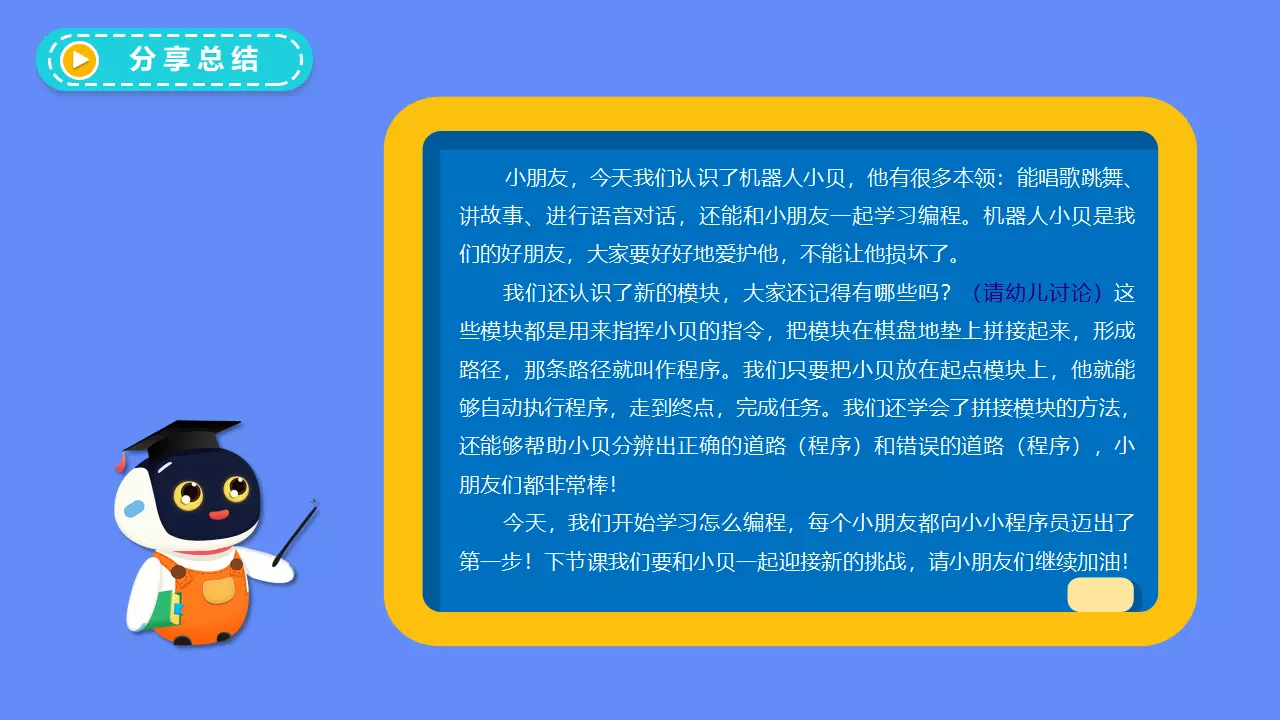 分享总结
小朋友，今天我们认识了机器人小贝，他有很多本领：能唱歌跳舞、
讲故事、进行语音对话，还能和小朋友一起学习编程。机器人小贝是我
们的好朋友，大家要好好地爱护他，不能让他损坏了。
我们还认识了新的模块，大家还记得有哪些吗？（请幼儿讨论）这
些模块都是用来指挥小贝的指令，把模块在棋盘地垫上拼接起来，形成
路径，那条路径就叫作程序。我们只要把小贝放在起点模块上，他就能
够自动执行程序，走到终点，完成任务。我们还学会了拼接模块的方法，
还能够帮助小贝分辨出正确的道路（程序）和错误的道路（程序），小
朋友们都非常棒！
今天，我们开始学习怎么编程，每个小朋友都向小小程序员迈出了
第一步！下节课我们要和小贝一起迎接新的挑战，请小朋友们继续加油！